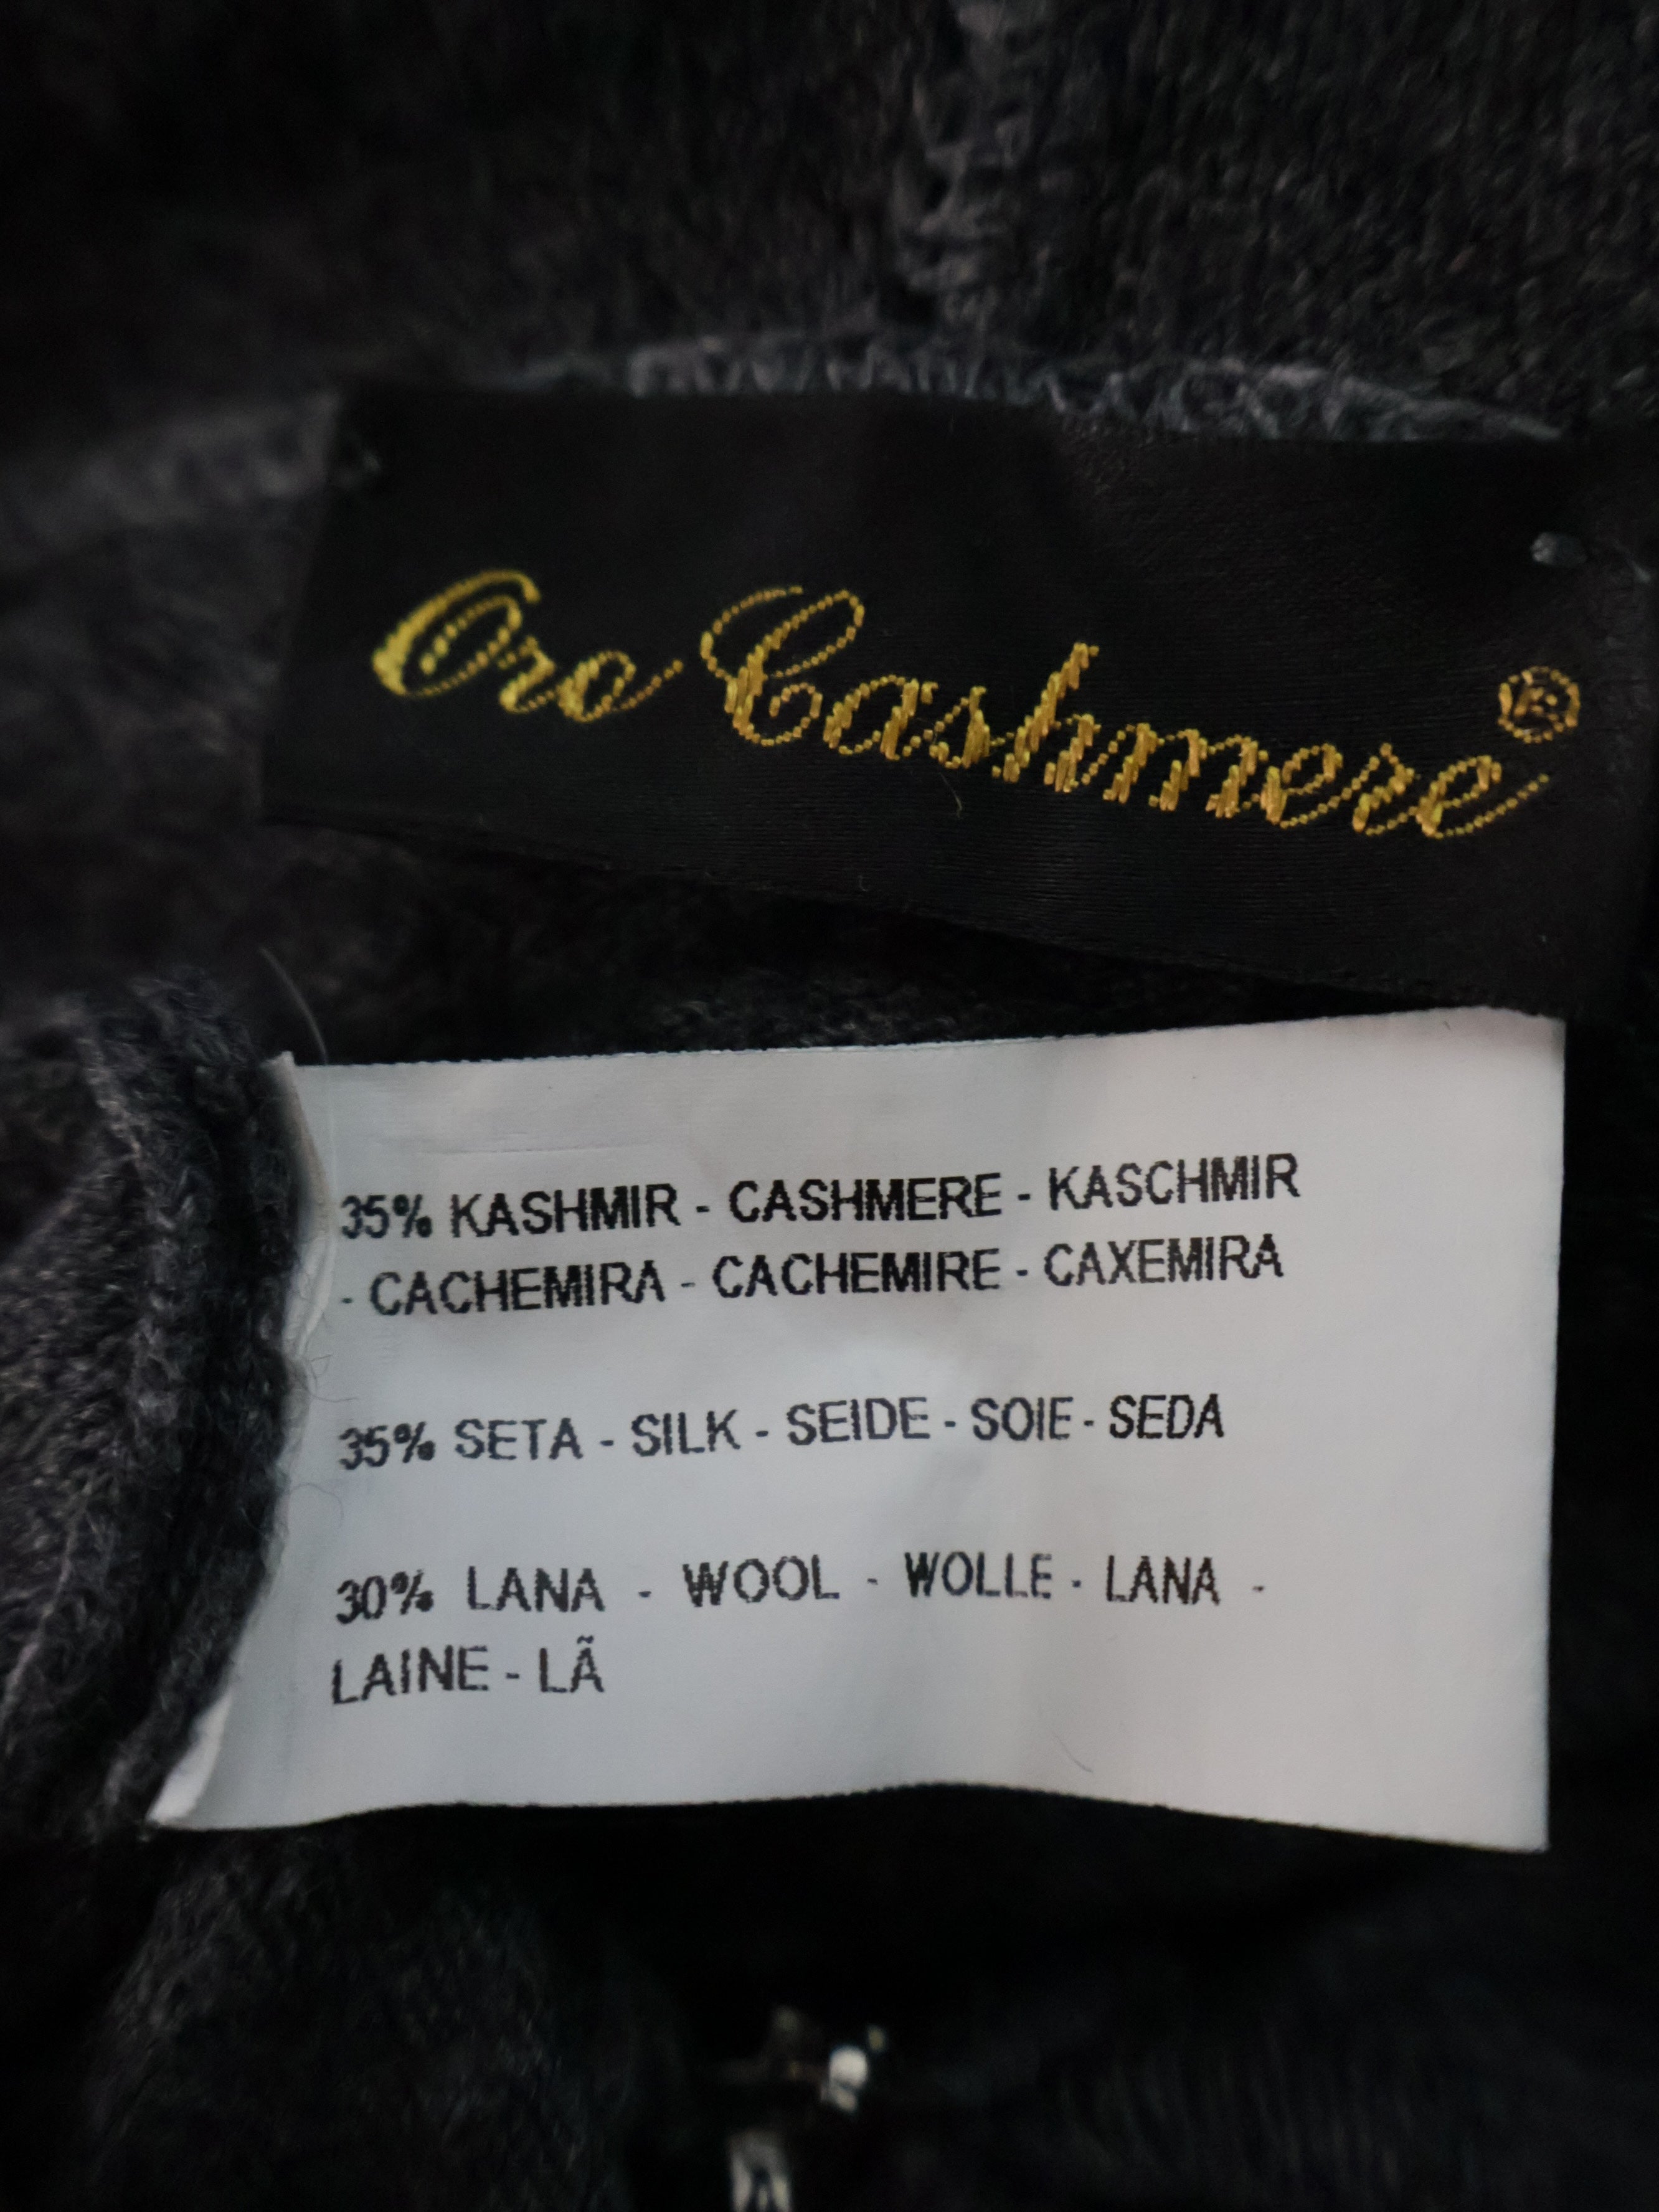 Oro Cashmere®
35% KASHMIR - CASHMERE - KASCHMIR
- CACHEMIRA - CACHEMIRE - CAXEMIRA
35% SETA - SILK - SEIDE - SOIE - SEDA
30% LANA - WOOL - WOLLE - LANA -
LAINE - LÃ